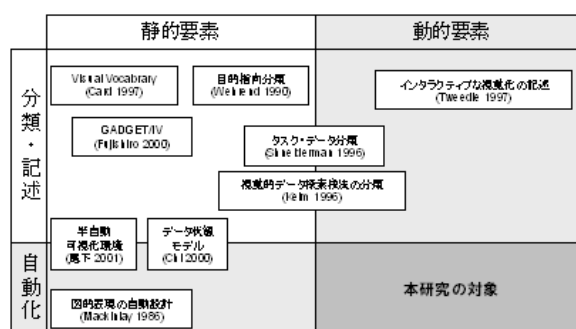 静的要素
動的要素
分類・記述
Visual Vocabrary
(Card 1997)
目的指向分類
(Wehrend 1990)
インタラクティブな視覚化の記述
(Tweedle 1997)
GADGET/IV
(Fujishiro 2000)
タスク・データ分類
(Shneiderman 1996)
視覚的データ探索技法の分類
(Keim 1996)
半自動
可視化環境
(尾下 2001)
データ状態
モデル
(Chi 2000)
自動化
図的表現の自動設計
(Mackinlay 1986)
本研究の対象